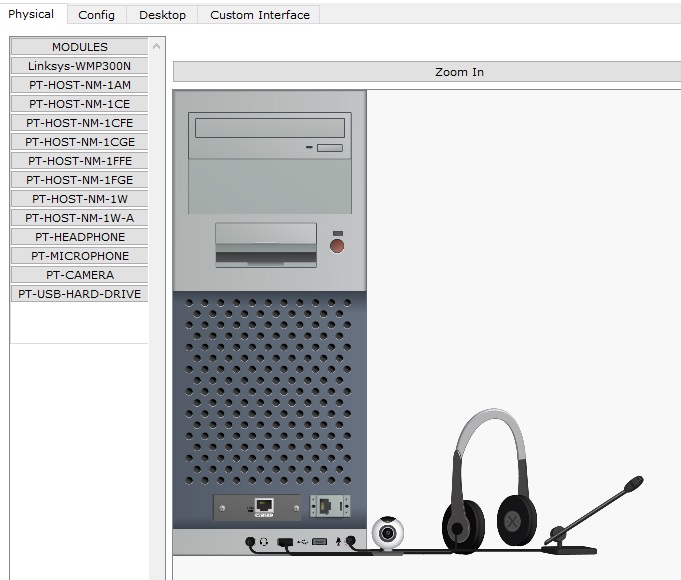 Physical
Config
Desktop
Custom Interface
MODULES
Linksys-WMP300N
PT-HOST-NM-1AM
PT-HOST-NM-1CE
PT-HOST-NM-1CFE
PT-HOST-NM-1CGE
PT-HOST-NM-1FFE
PT-HOST-NM-1FGE
PT-HOST-NM-1W
PT-HOST-NM-1W-A
PT-HEADPHONE
PT-MICROPHONE
PT-CAMERA
PT-USB-HARD-DRIVE
Zoom In